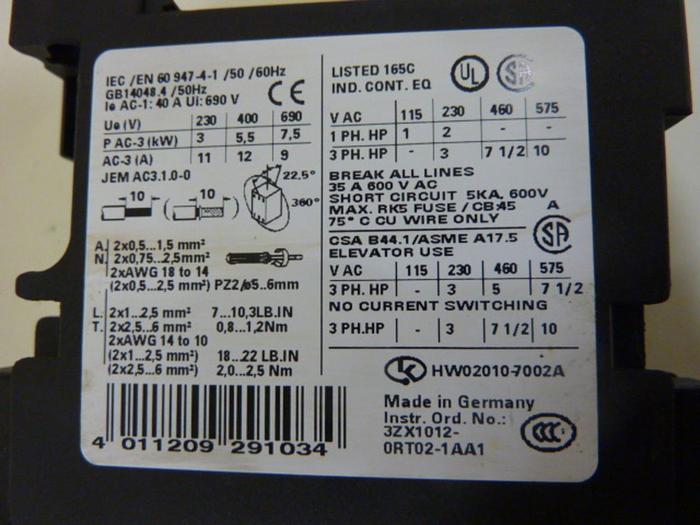 IEC /EN 60 947-4-1 /50 /60Hz
GB14048.4 /50Hz
Ie AC-1: 40 A Ui: 690 V
CE
Ue (V) 230 400 690
P AC-3 (kW) 3 5,5 7,5
AC-3 (A) 11 12 9
JEM AC3.1.0-0
10 ( 10 ) 22,5° 360°
A. 2x0,5...1,5 mm²
N. 2x0,75...2,5mm²
2xAWG 18 to 14
(2x0,5...2,5 mm²) PZ2/ø5...6mm
L. 2x1...2,5 mm² 7...10,3LB.IN
T. 2x2,5...6 mm² 0,8...1,2Nm
2xAWG 14 to 10
(2x1...2,5 mm²) 18...22 LB.IN
(2x2,5...6 mm²) 2,0...2,5 Nm
4 011209 291034
LISTED 165C UL SA
IND. CONT. EQ
V AC 115 230 460 575
1 PH. HP 1 2 - -
3 PH. HP - 3 7 1/2 10
BREAK ALL LINES
35 A 600 V AC
SHORT CIRCUIT 5KA, 600V
MAX. RK5 FUSE / CB:45 A
75° C CU WIRE ONLY
CSA B44.1/ASME A17.5 SA
ELEVATOR USE
V AC 115 230 460 575
3 PH. HP - 3 5 7 1/2
NO CURRENT SWITCHING
3 PH.HP - 3 7 1/2 10
HW02010-7002A
Made in Germany
Instr. Ord. No.:
3ZX1012-
0RT02-1AA1
CCC